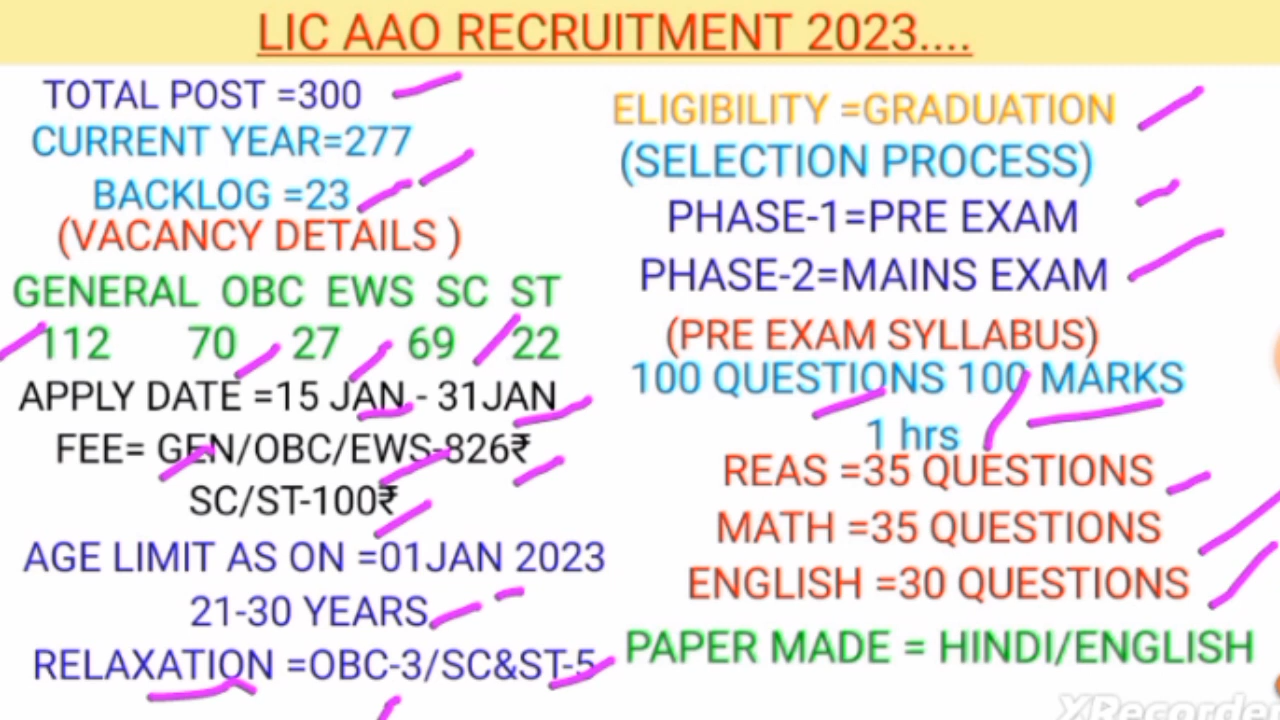 LIC AAO RECRUITMENT 2023....
TOTAL POST =300
CURRENT YEAR=277
BACKLOG =23
(VACANCY DETAILS )
GENERAL OBC EWS SC ST
112 70 27 69 22
APPLY DATE =15 JAN - 31JAN
FEE= GEN/OBC/EWS-826₹
SC/ST-100₹
AGE LIMIT AS ON =01JAN 2023
21-30 YEARS
RELAXATION =OBC-3/SC&ST-5
ELIGIBILITY =GRADUATION
(SELECTION PROCESS)
PHASE-1=PRE EXAM
PHASE-2=MAINS EXAM
(PRE EXAM SYLLABUS)
100 QUESTIONS 100 MARKS
1 hrs
REAS =35 QUESTIONS
MATH =35 QUESTIONS
ENGLISH =30 QUESTIONS
PAPER MADE = HINDI/ENGLISH
XRecorder